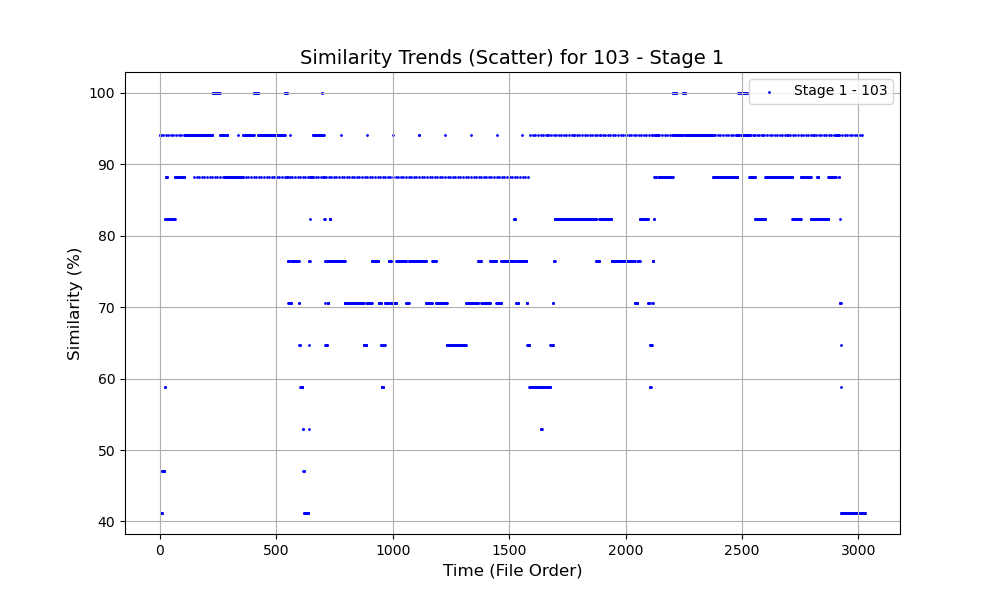 Similarity Trends (Scatter) for 103 - Stage 1
Stage 1 - 103
100
90
80
70
60
50
40
Similarity (%)
0 500 1000 1500 2000 2500 3000
Time (File Order)